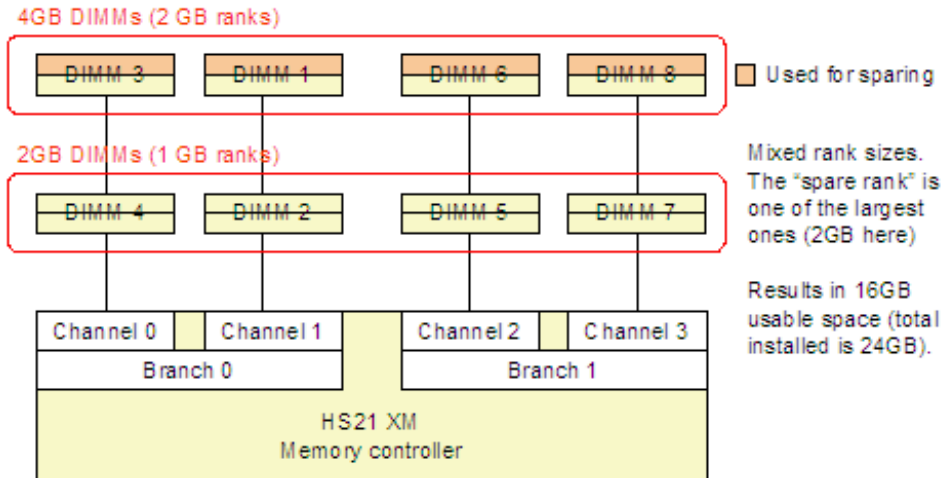 4GB DIMMs (2 GB ranks)
DIMM 3
DIMM 1
DIMM 6
DIMM 8
Used for sparing
2GB DIMMs (1 GB ranks)
DIMM 4
DIMM 2
DIMM 5
DIMM 7
Mixed rank sizes.
The "spare rank" is
one of the largest
ones (2GB here)
Results in 16GB
usable space (total
installed is 24GB).
Channel 0
Channel 1
Channel 2
Channel 3
Branch 0
Branch 1
HS21 XM
Memory controller